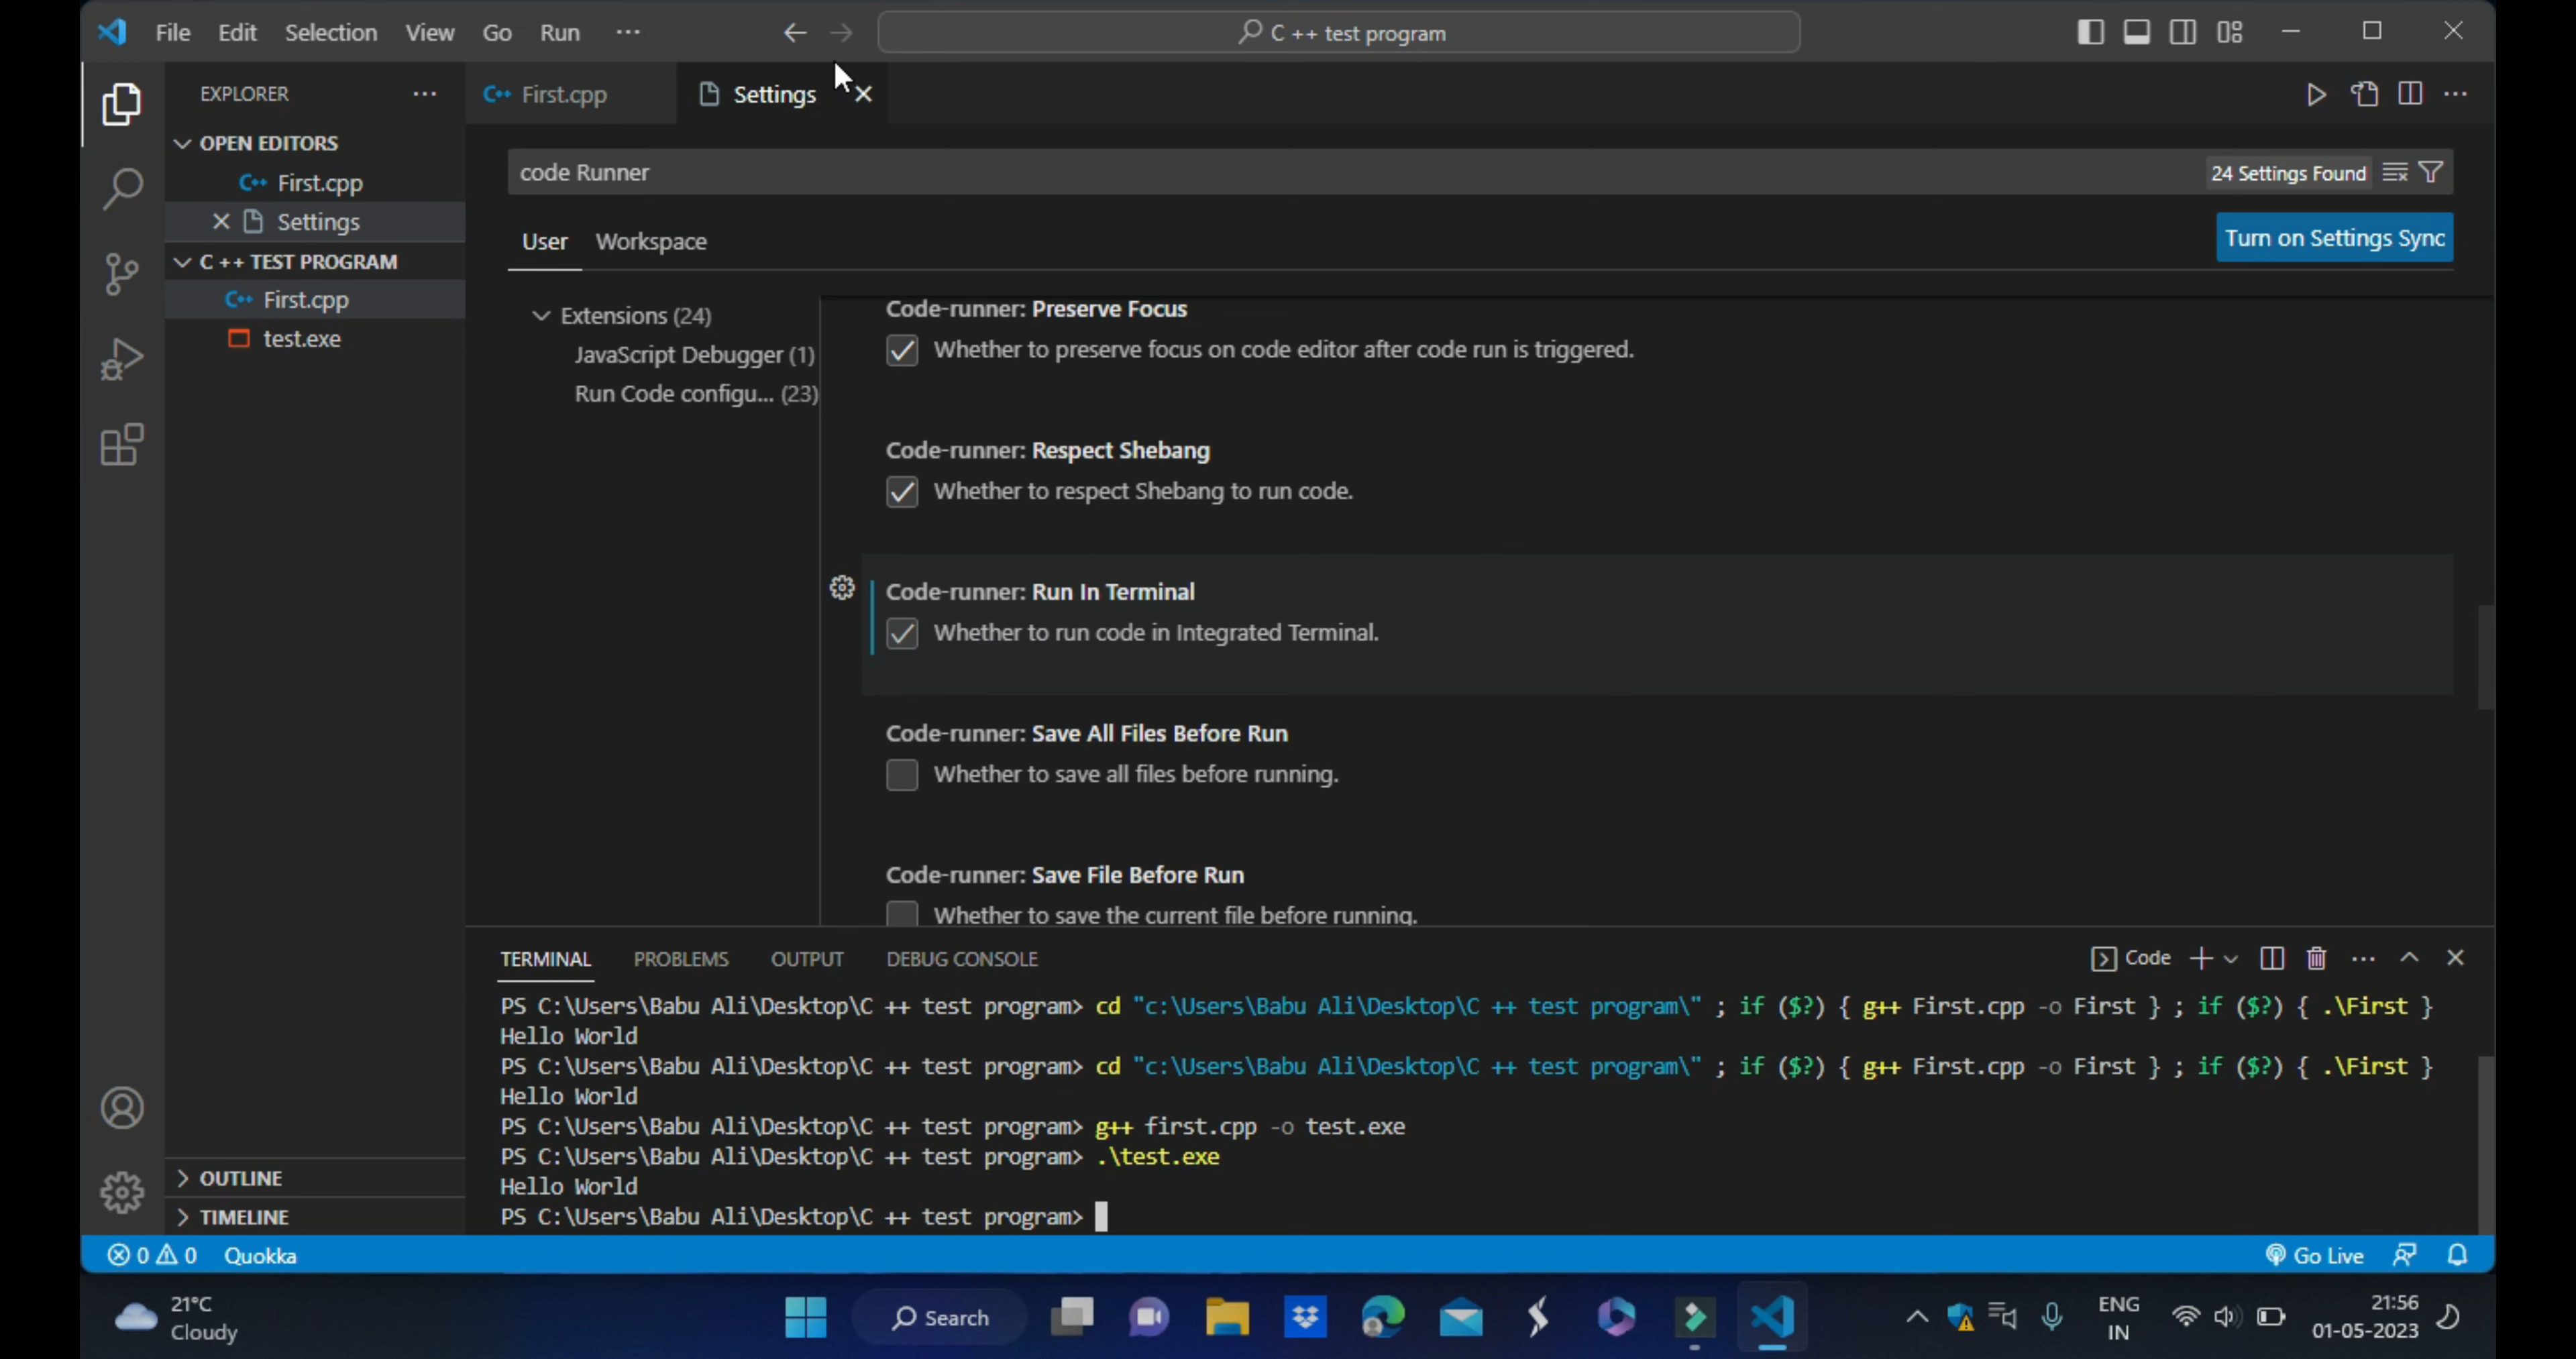 File Edit Selection View Go Run ···
C ++ test program
EXPLORER
OPEN EDITORS
First.cpp
Settings
C ++ TEST PROGRAM
First.cpp
test.exe
OUTLINE
TIMELINE
First.cpp
Settings
code Runner
24 Settings Found
User Workspace
Turn on Settings Sync
Extensions (24)
JavaScript Debugger (1)
Run Code configu... (23)
Code-runner: Preserve Focus
Whether to preserve focus on code editor after code run is triggered.
Code-runner: Respect Shebang
Whether to respect Shebang to run code.
Code-runner: Run In Terminal
Whether to run code in Integrated Terminal.
Code-runner: Save All Files Before Run
Whether to save all files before running.
Code-runner: Save File Before Run
Whether to save the current file before running.
TERMINAL PROBLEMS OUTPUT DEBUG CONSOLE
Code
PS C:\Users\Babu Ali\Desktop\C ++ test program> cd "c:\Users\Babu Ali\Desktop\C ++ test program\" ; if ($?) { g++ First.cpp -o First } ; if ($?) { .\First }
Hello World
PS C:\Users\Babu Ali\Desktop\C ++ test program> cd "c:\Users\Babu Ali\Desktop\C ++ test program\" ; if ($?) { g++ First.cpp -o First } ; if ($?) { .\First }
Hello World
PS C:\Users\Babu Ali\Desktop\C ++ test program> g++ first.cpp -o test.exe
PS C:\Users\Babu Ali\Desktop\C ++ test program> .\test.exe
Hello World
PS C:\Users\Babu Ali\Desktop\C ++ test program>
0 0 Quokka
Go Live
21°C
Cloudy
Search
ENG
IN
21:56
01-05-2023